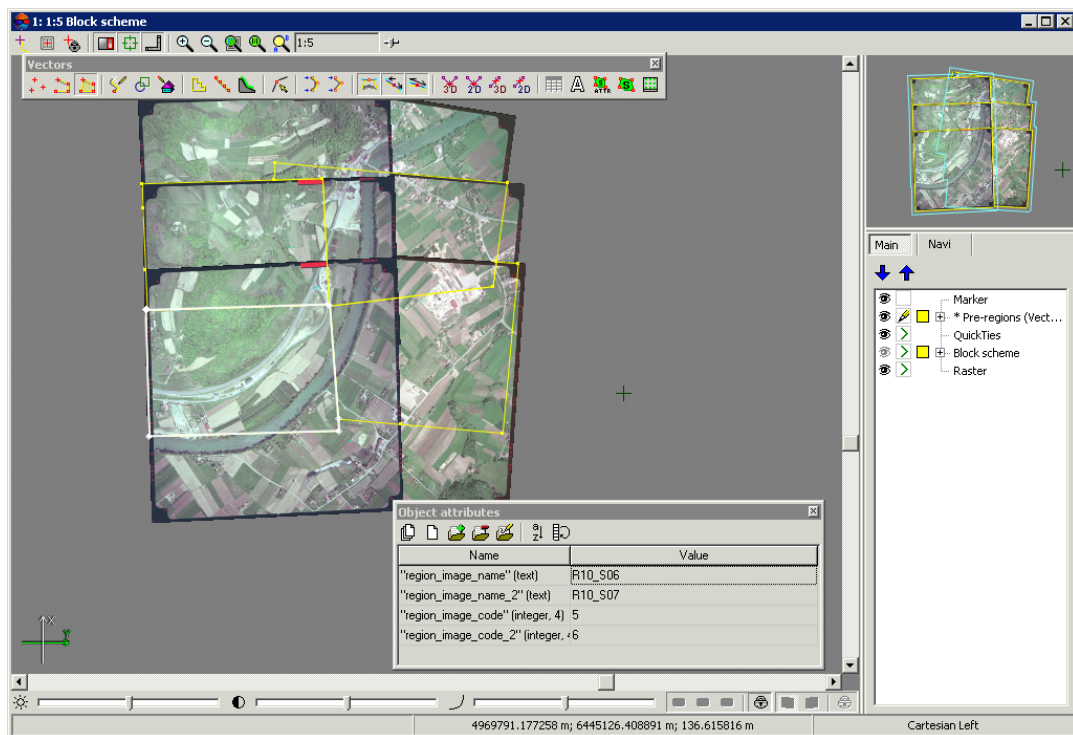 1: 1:5 Block scheme
1:5
Vectors
3D 2D 3D 2D A S ATTR S
Main Navi
Marker
* Pre-regions (Vect...
QuickTies
Block scheme
Raster
Object attributes
a z
Name Value
"region_image_name" (text) R10_S06
"region_image_name_2" (text) R10_S07
"region_image_code" (integer, 4) 5
"region_image_code_2" (integer, 4 6
X
Y
4969791.177258 m; 6445126.408891 m; 136.615816 m Cartesian Left